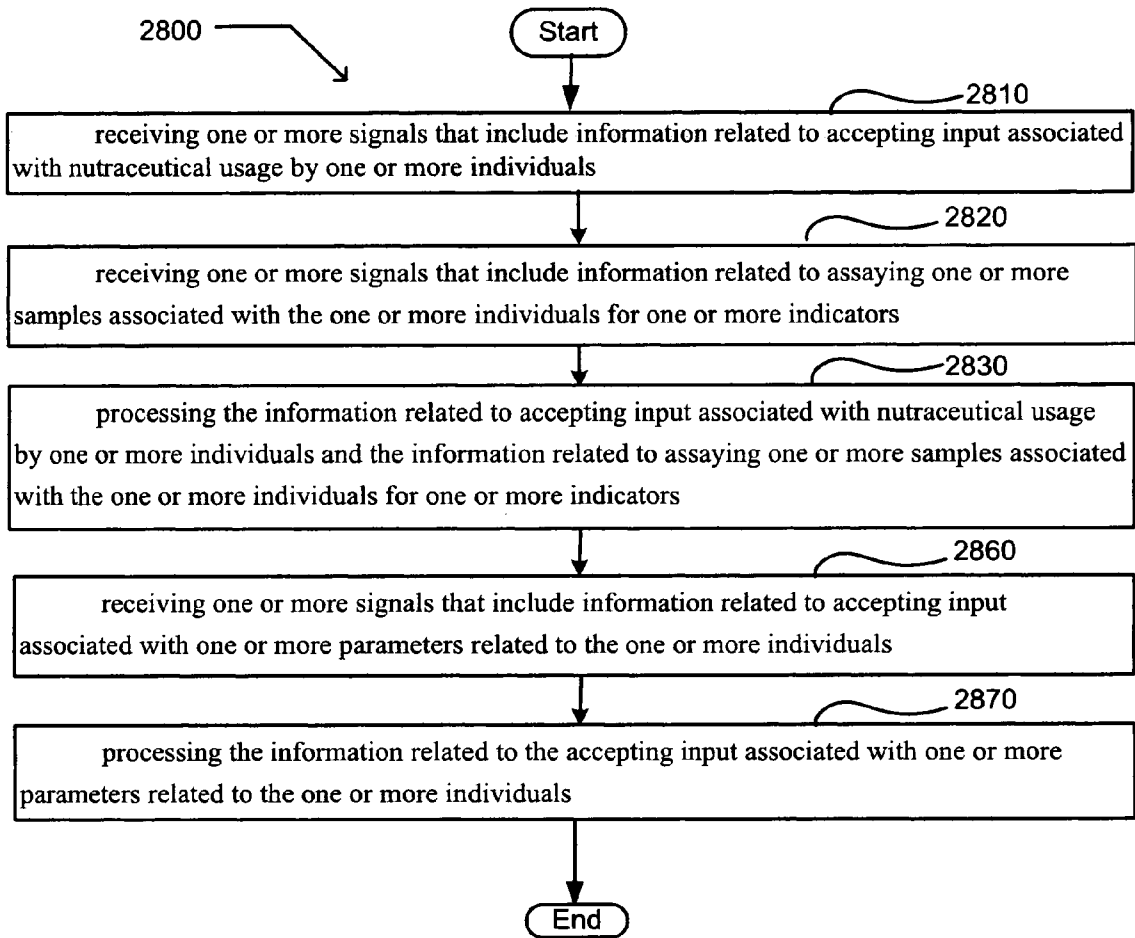 2800
Start
2810
receiving one or more signals that include information related to accepting input associated
with nutraceutical usage by one or more individuals
2820
receiving one or more signals that include information related to assaying one or more
samples associated with the one or more individuals for one or more indicators
2830
processing the information related to accepting input associated with nutraceutical usage
by one or more individuals and the information related to assaying one or more samples associated
with the one or more individuals for one or more indicators
2860
receiving one or more signals that include information related to accepting input
associated with one or more parameters related to the one or more individuals
2870
processing the information related to the accepting input associated with one or more
parameters related to the one or more individuals
End